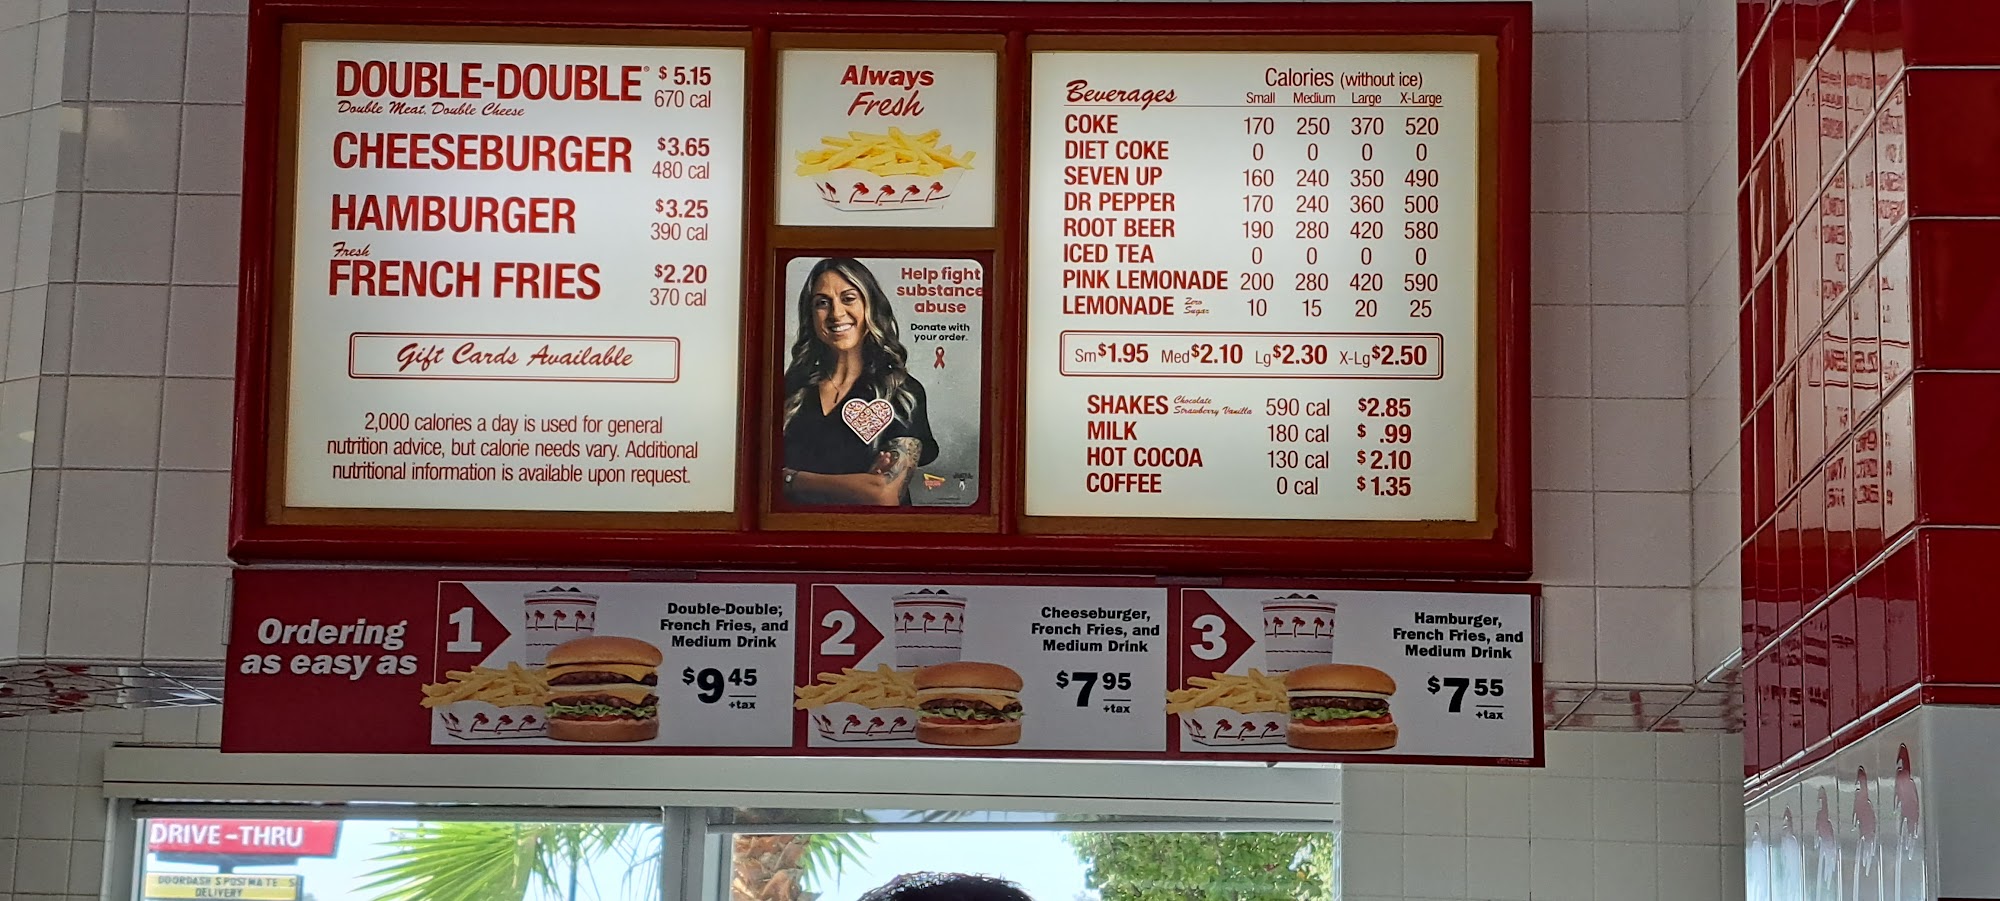 DOUBLE-DOUBLE® $ 5.15
Double Meat. Double Cheese 670 cal
CHEESEBURGER $3.65
480 cal
HAMBURGER $3.25
390 cal
Fresh
FRENCH FRIES $2.20
370 cal
Gift Cards Available
2,000 calories a day is used for general
nutrition advice, but calorie needs vary. Additional
nutritional information is available upon request.
Always
Fresh
Help fight
substance
abuse
Donate with
your order.
Calories (without ice)
Beverages Small Medium Large X-Large
COKE 170 250 370 520
DIET COKE 0 0 0 0
SEVEN UP 160 240 350 490
DR PEPPER 170 240 360 500
ROOT BEER 190 280 420 580
ICED TEA 0 0 0 0
PINK LEMONADE 200 280 420 590
LEMONADE Zero Sugar 10 15 20 25
Sm$1.95 Med$2.10 Lg$2.30 X-Lg$2.50
SHAKES Chocolate Strawberry Vanilla 590 cal $2.85
MILK 180 cal $ .99
HOT COCOA 130 cal $2.10
COFFEE 0 cal $1.35
Ordering
as easy as
1
Double-Double,
French Fries, and
Medium Drink
$9 45
+tax
2
Cheeseburger,
French Fries, and
Medium Drink
$7 95
+tax
3
Hamburger,
French Fries, and
Medium Drink
$7 55
+tax
DRIVE-THRU
DOORDASH POSTMATES
DELIVERY